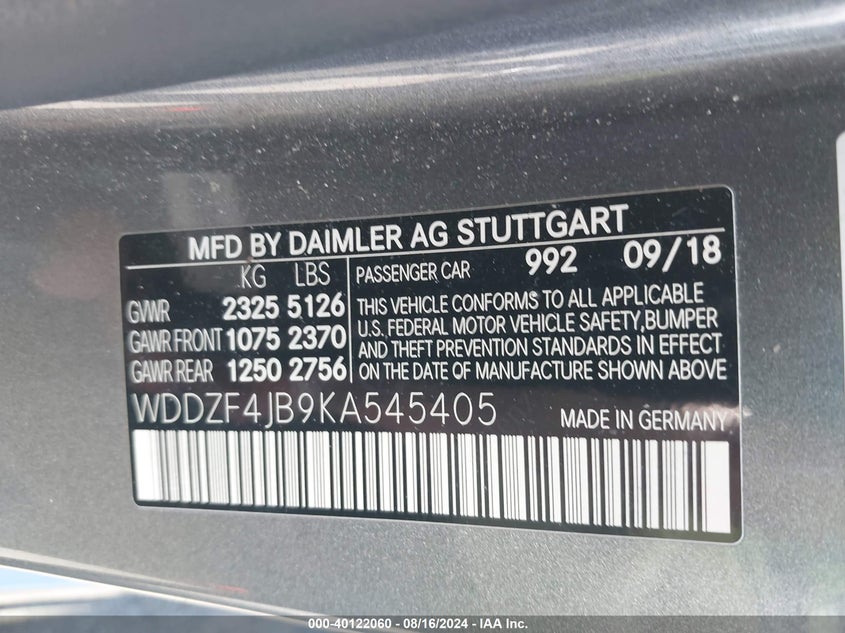 MFD BY DAIMLER AG STUTTGART
KG LBS
GVWR 2325 5126
GAWR FRONT 1075 2370
GAWR REAR 1250 2756
PASSENGER CAR 992 09/18
THIS VEHICLE CONFORMS TO ALL APPLICABLE
U.S. FEDERAL MOTOR VEHICLE SAFETY,BUMPER
AND THEFT PREVENTION STANDARDS IN EFFECT
ON THE DATE OF MANUFACTURE SHOWN ABOVE
WDDZF4JB9KA545405
MADE IN GERMANY
000-40122060 - 08/16/2024 - IAA Inc.